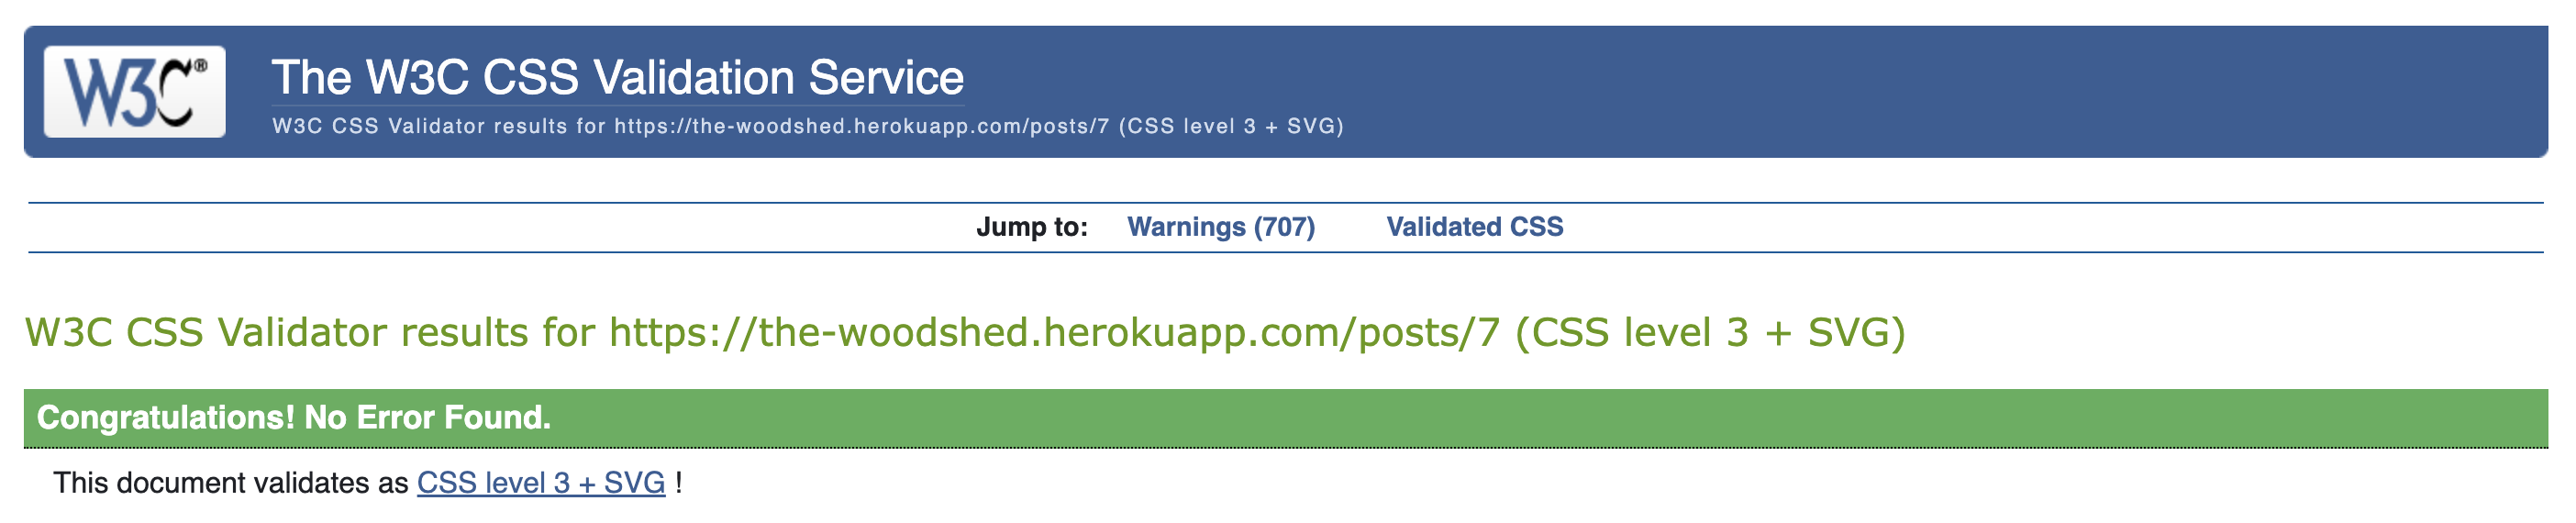 W3C®
The W3C CSS Validation Service
W3C CSS Validator results for https://the-woodshed.herokuapp.com/posts/7 (CSS level 3 + SVG)
Jump to: Warnings (707) Validated CSS
W3C CSS Validator results for https://the-woodshed.herokuapp.com/posts/7 (CSS level 3 + SVG)
Congratulations! No Error Found.
This document validates as CSS level 3 + SVG !